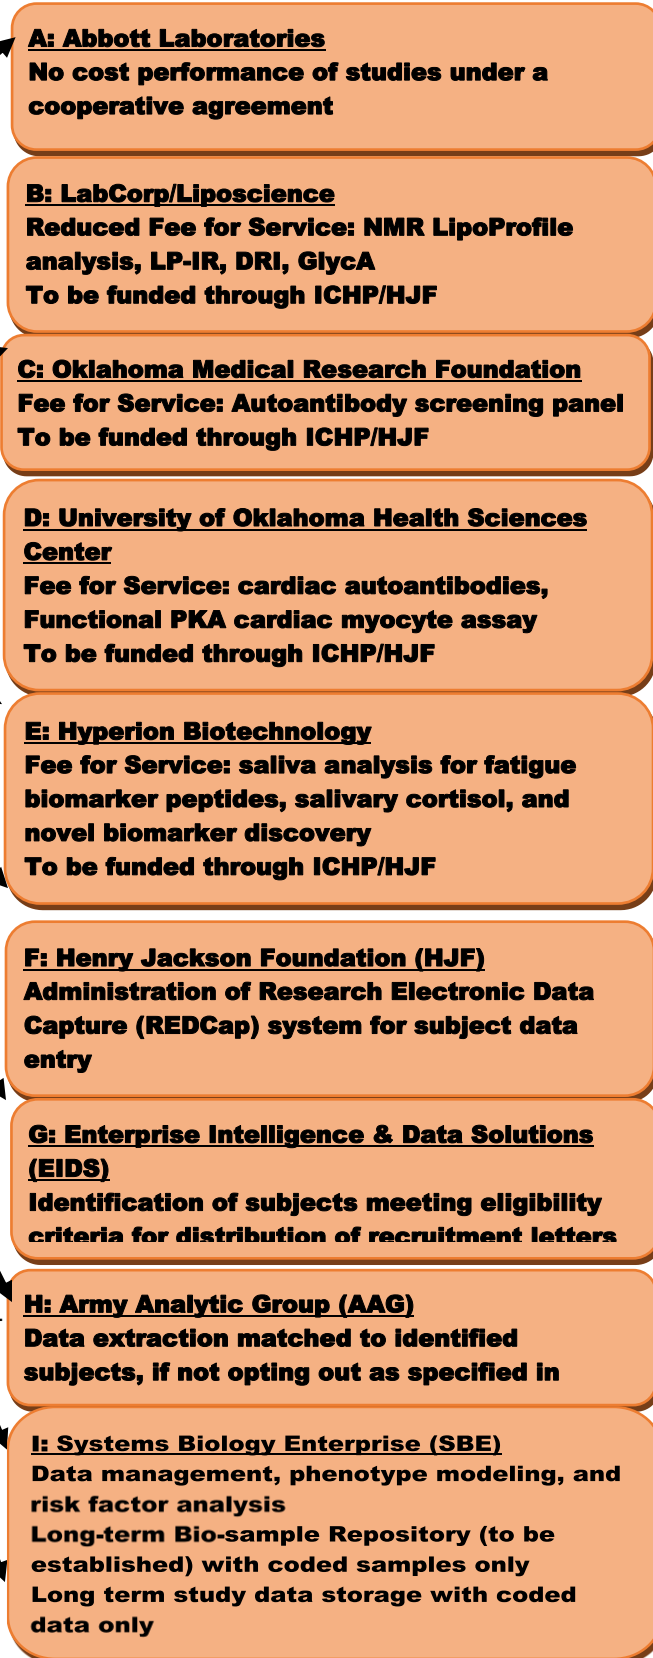 A: Abbott Laboratories
No cost performance of studies under a
cooperative agreement
B: LabCorp/Liposcience
Reduced Fee for Service: NMR LipoProfile
analysis, LP-IR, DRI, GlycA
To be funded through ICHP/HJF
C: Oklahoma Medical Research Foundation
Fee for Service: Autoantibody screening panel
To be funded through ICHP/HJF
D: University of Oklahoma Health Sciences
Center
Fee for Service: cardiac autoantibodies,
Functional PKA cardiac myocyte assay
To be funded through ICHP/HJF
E: Hyperion Biotechnology
Fee for Service: saliva analysis for fatigue
biomarker peptides, salivary cortisol, and
novel biomarker discovery
To be funded through ICHP/HJF
F: Henry Jackson Foundation (HJF)
Administration of Research Electronic Data
Capture (REDCap) system for subject data
entry
G: Enterprise Intelligence & Data Solutions
(EIDS)
Identification of subjects meeting eligibility
criteria for distribution of recruitment letters
H: Army Analytic Group (AAG)
Data extraction matched to identified
subjects, if not opting out as specified in
I: Systems Biology Enterprise (SBE)
Data management, phenotype modeling, and
risk factor analysis
Long-term Bio-sample Repository (to be
established) with coded samples only
Long term study data storage with coded
data only